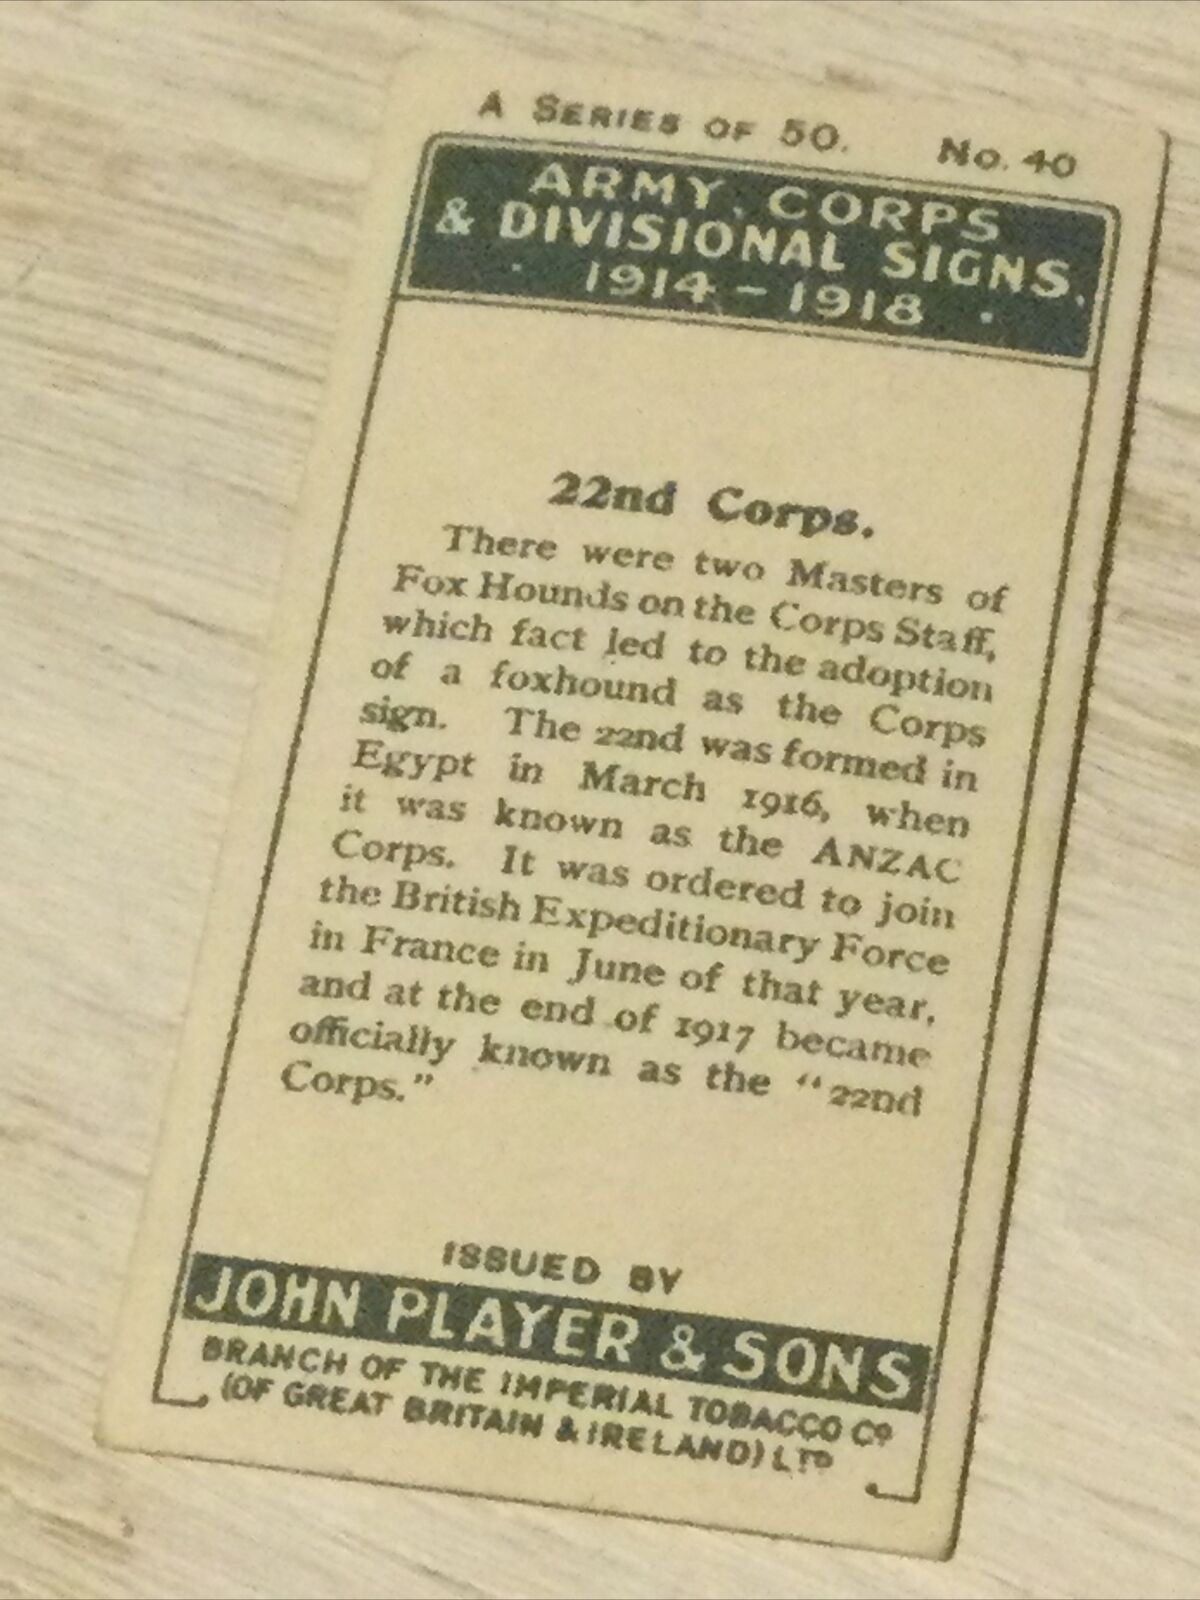 A SERIES OF 50. No. 40
ARMY, CORPS
& DIVISIONAL SIGNS,
· 1914 - 1918 ·
22nd Corps.
There were two Masters of
Fox Hounds on the Corps Staff,
which fact led to the adoption
of a foxhound as the Corps
sign. The 22nd was formed in
Egypt in March 1916, when
it was known as the ANZAC
Corps. It was ordered to join
the British Expeditionary Force
in France in June of that year,
and at the end of 1917 became
officially known as the "22nd
Corps."
ISSUED BY
JOHN PLAYER & SONS
BRANCH OF THE IMPERIAL TOBACCO Cº
(OF GREAT BRITAIN & IRELAND) LTD